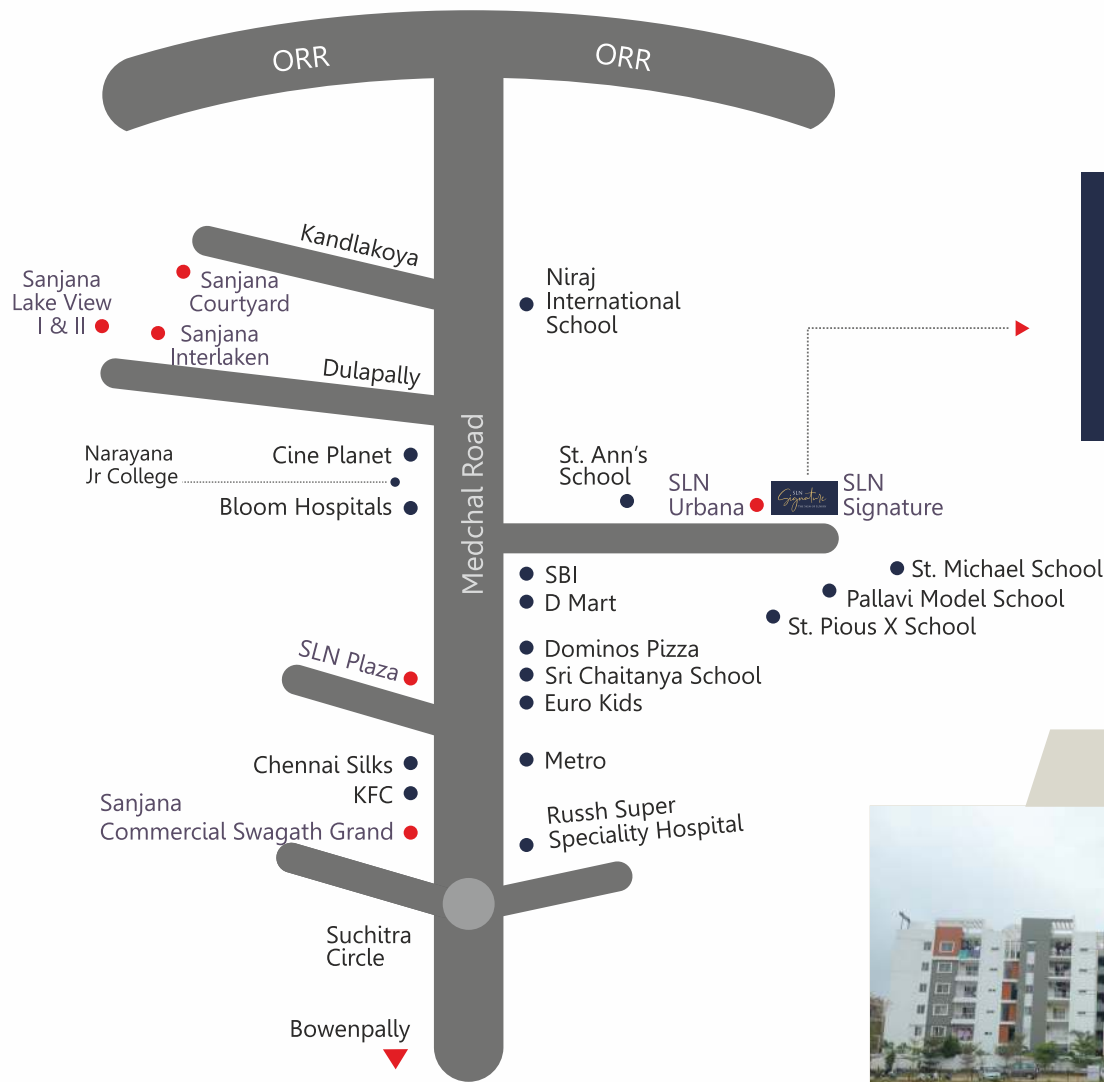 ORR
ORR
Kandlakoya
Sanjana
Lake View
I & II
Sanjana
Courtyard
Sanjana
Interlaken
Niraj
International
School
Dulapally
Medchal Road
Narayana
Jr College
Cine Planet
Bloom Hospitals
St. Ann’s
School
SLN
Urbana
SLN
Signature
SLN
Signature
St. Michael School
Pallavi Model School
St. Pious X School
SBI
D Mart
Dominos Pizza
Sri Chaitanya School
Euro Kids
SLN Plaza
Metro
Chennai Silks
KFC
Sanjana
Commercial Swagath Grand
Russh Super
Speciality Hospital
Suchitra
Circle
Bowenpally